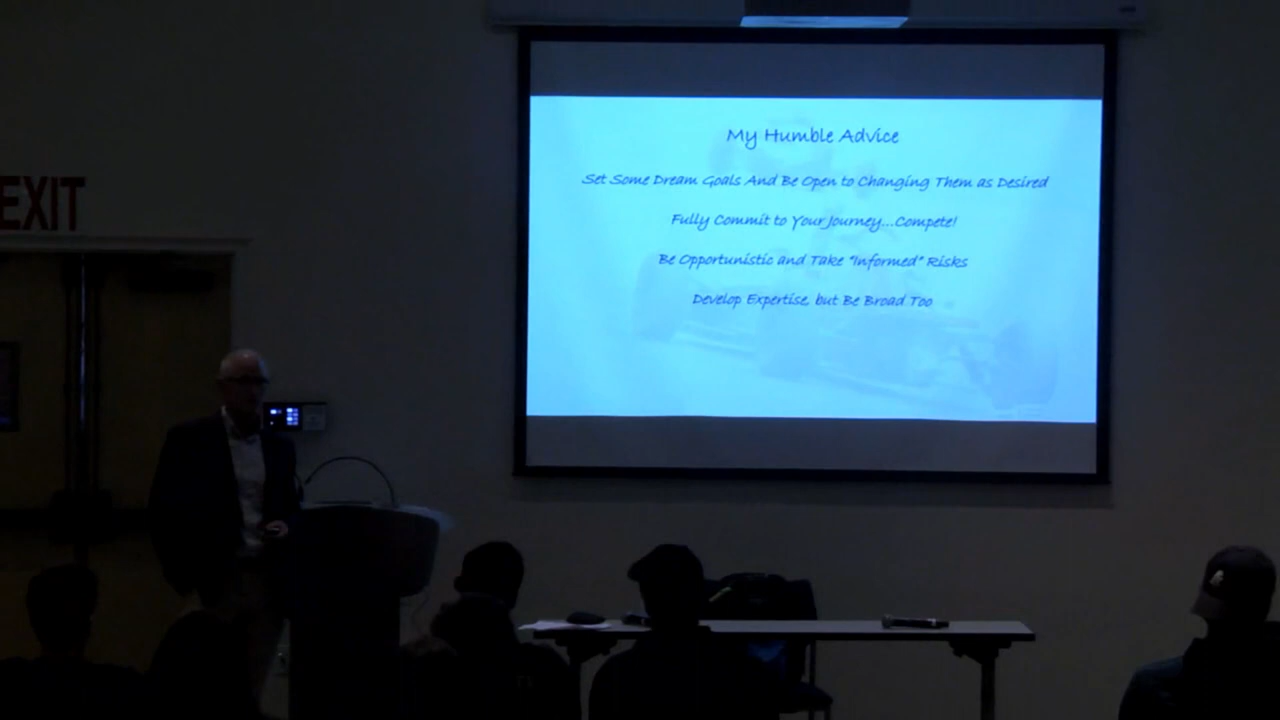 My Humble Advice
Set Some Dream Goals And Be Open to Changing Them as Desired
Fully Commit to Your Journey...Compete!
Be Opportunistic and Take "Informed" Risks
Develop Expertise, but Be Broad Too
EXIT